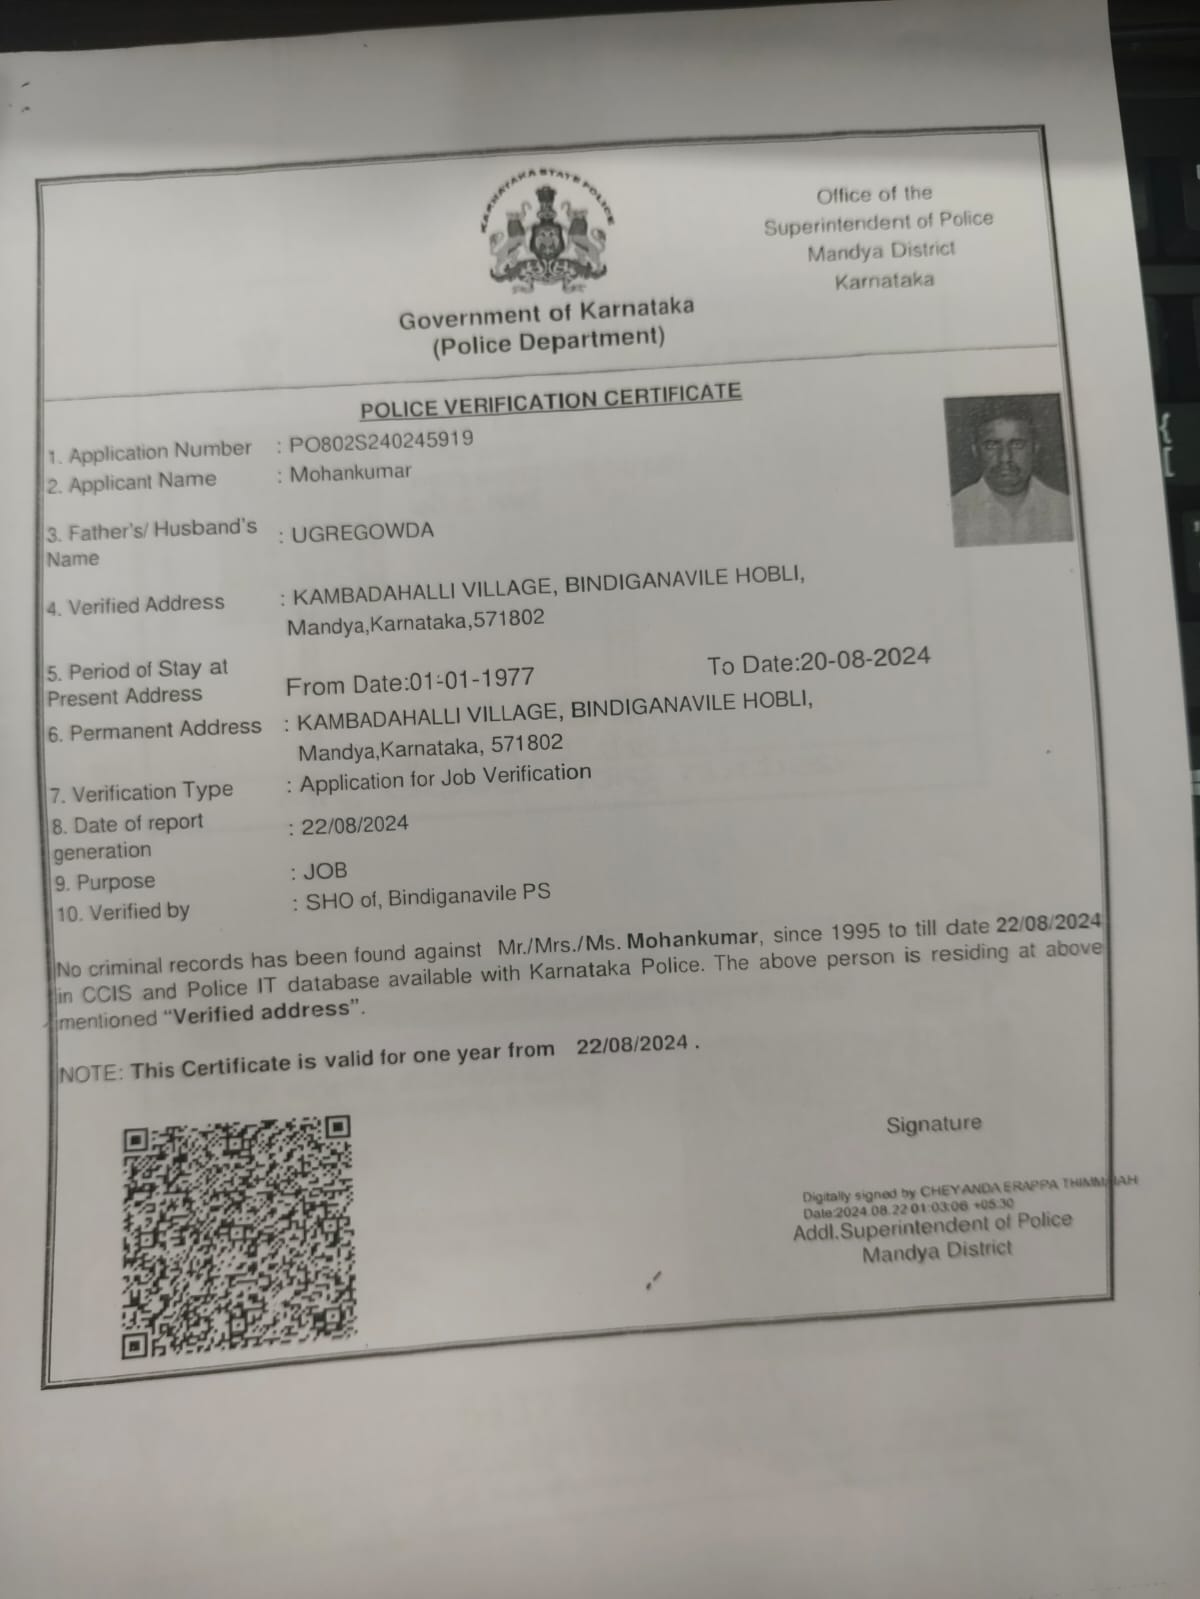 KARNATAKA STATE POLICE
Office of the
Superintendent of Police
Mandya District
Karnataka
Government of Karnataka
(Police Department)
POLICE VERIFICATION CERTIFICATE
1. Application Number : PO802S240245919
2. Applicant Name : Mohankumar
3. Father's/ Husband's : UGREGOWDA
Name
4. Verified Address : KAMBADAHALLI VILLAGE, BINDIGANAVILE HOBLI,
Mandya,Karnataka,571802
5. Period of Stay at
Present Address From Date:01-01-1977 To Date:20-08-2024
6. Permanent Address : KAMBADAHALLI VILLAGE, BINDIGANAVILE HOBLI,
Mandya,Karnataka, 571802
7. Verification Type : Application for Job Verification
8. Date of report : 22/08/2024
generation
9. Purpose : JOB
10. Verified by : SHO of, Bindiganavile PS
No criminal records has been found against Mr./Mrs./Ms. Mohankumar, since 1995 to till date 22/08/2024
in CCIS and Police IT database available with Karnataka Police. The above person is residing at above
mentioned “Verified address”.
NOTE: This Certificate is valid for one year from 22/08/2024 .
Signature
Digitally signed by CHEYANDA ERAPPA THIMMAIAH
Date:2024.08.22 01:03:06 +05:30
Addl.Superintendent of Police
Mandya District